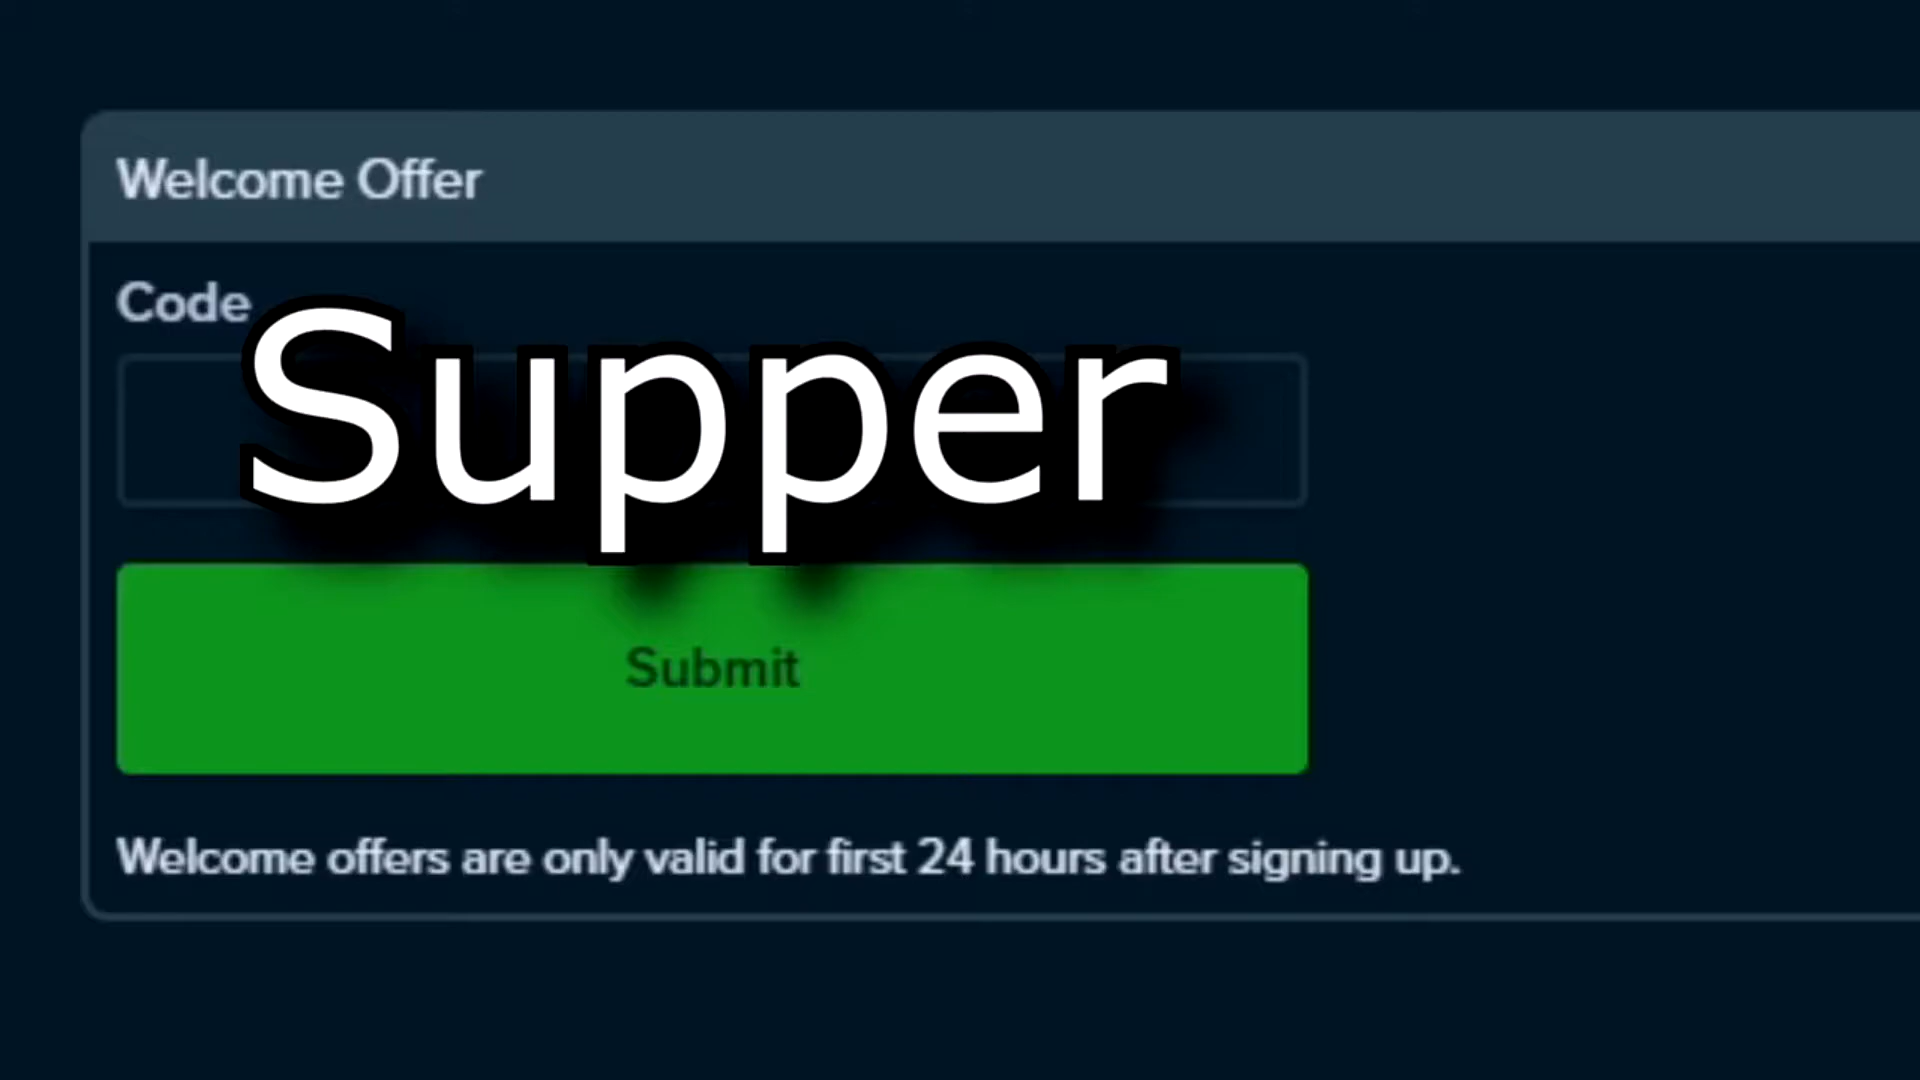 Welcome Offer
Code
Supper
Submit
Welcome offers are only valid for first 24 hours after signing up.